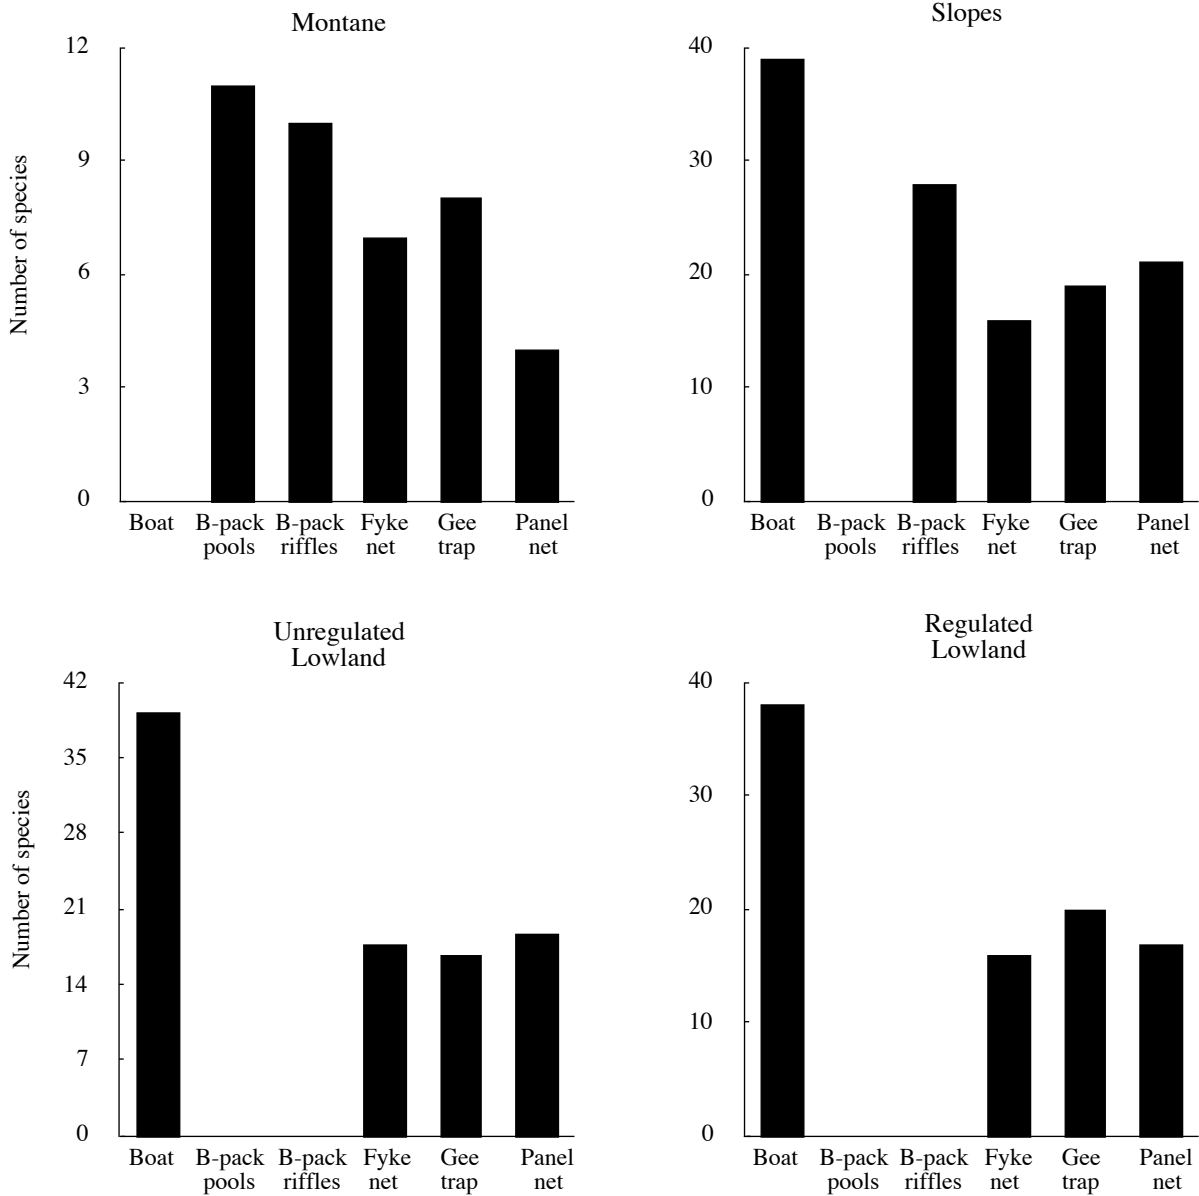 Montane
12
9
6
3
0
Number of species
Boat B-pack B-pack Fyke Gee Panel
pools riffles net trap net
Slopes
40
30
20
10
0
Boat B-pack B-pack Fyke Gee Panel
pools riffles net trap net
Unregulated
Lowland
42
35
28
21
14
7
0
Number of species
Boat B-pack B-pack Fyke Gee Panel
pools riffles net trap net
Regulated
Lowland
40
30
20
10
0
Boat B-pack B-pack Fyke Gee Panel
pools riffles net trap net